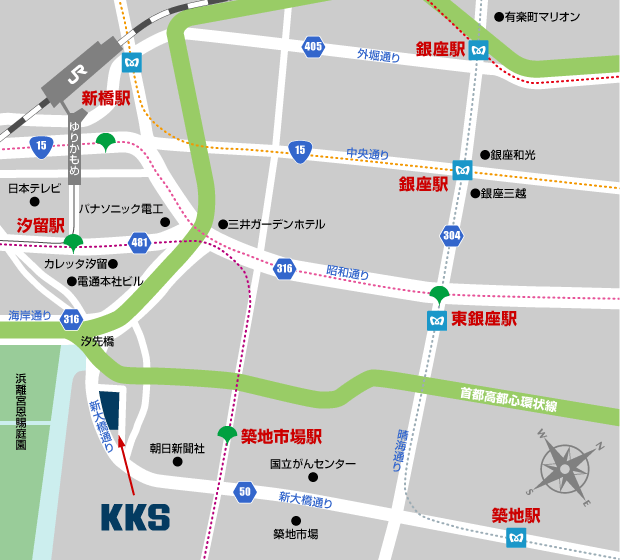 有楽町マリオン
405
外堀通り
銀座駅
JR
新橋駅
ゆりかもめ
15
15
中央通り
銀座和光
銀座駅
銀座三越
日本テレビ
パナソニック電工
汐留駅
三井ガーデンホテル
481
304
カレッタ汐留
316
昭和通り
電通本社ビル
東銀座駅
海岸通り
316
汐先橋
浜離宮恩賜庭園
首都高都心環状線
新大橋通り
築地市場駅
晴海通り
朝日新聞社
国立がんセンター
N
W
S
E
KKS
50
新大橋通り
築地市場
築地駅